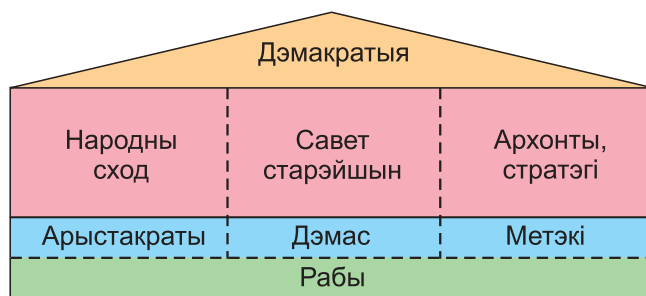 Дэмакратыя
Народны
сход
Савет
старэйшын
Архонты,
стратэгі
Арыстакраты
Дэмас
Метэкі
Рабы